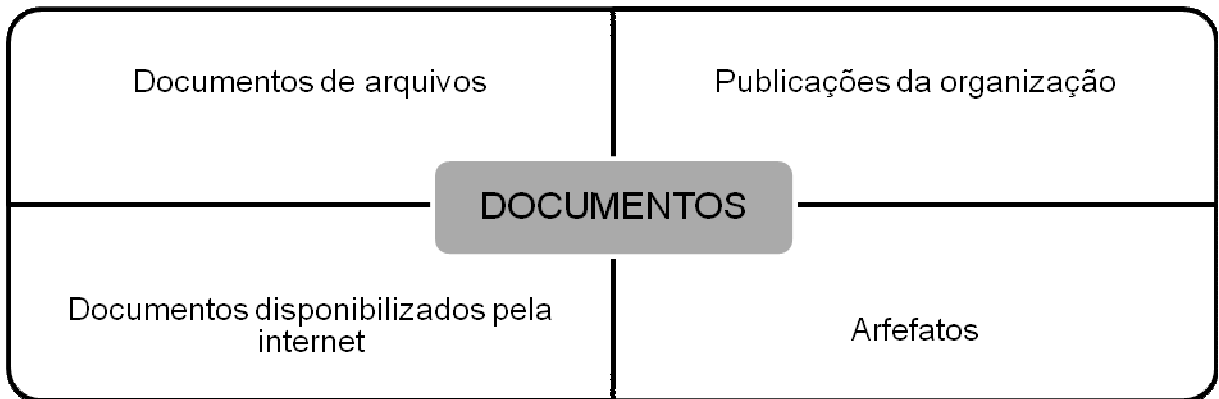 Documentos de arquivos
Publicações da organização
DOCUMENTOS
Documentos disponibilizados pela
internet
Arfefatos